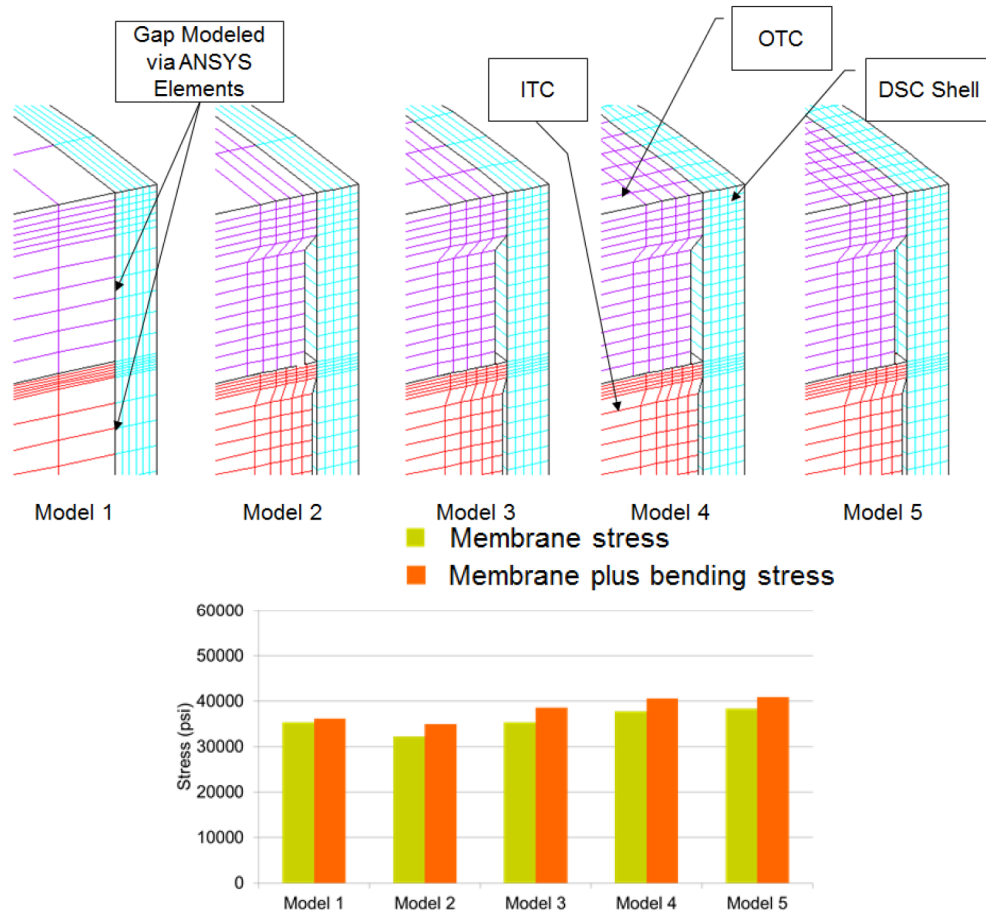 Gap Modeled
via ANSYS
Elements
ITC
OTC
DSC Shell
Model 1
Model 2
Model 3
Model 4
Model 5
Membrane stress
Membrane plus bending stress
60000
50000
40000
30000
20000
10000
0
Stress (psi)
Model 1
Model 2
Model 3
Model 4
Model 5